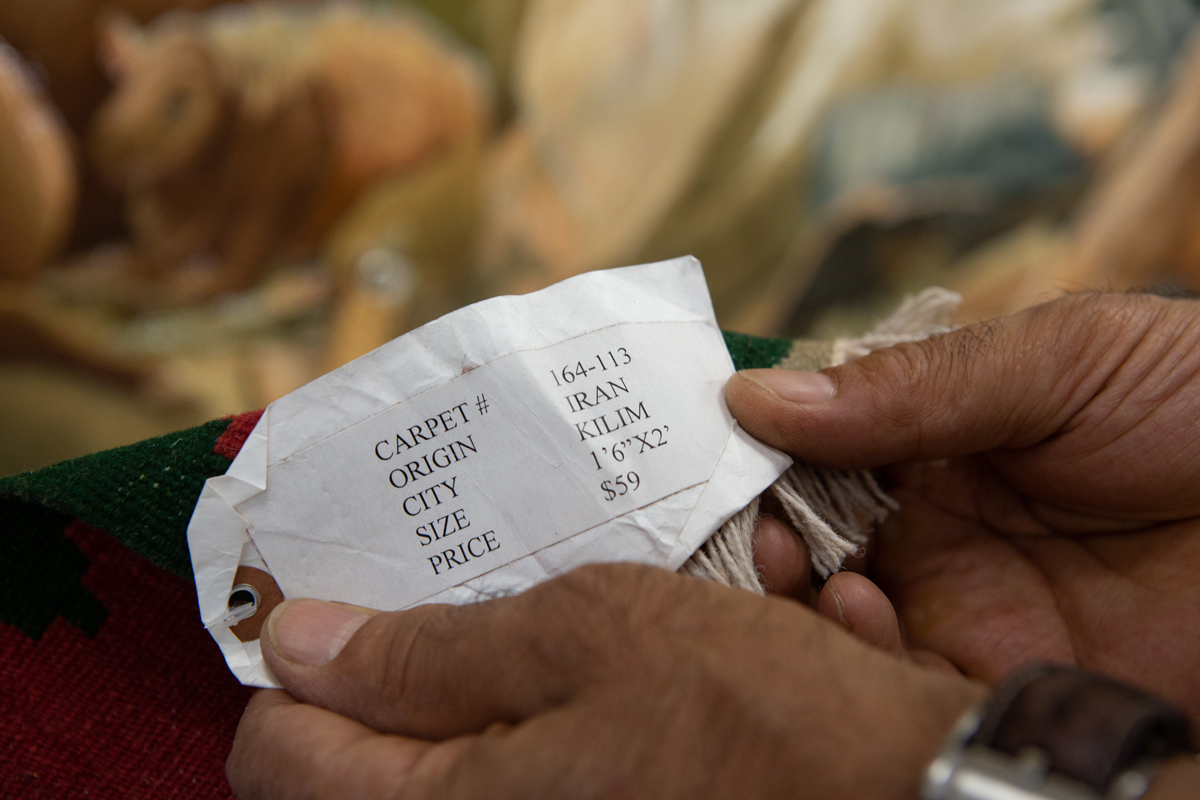 CARPET # 164-113
ORIGIN IRAN
CITY KILIM
SIZE 1’6”X2’
PRICE $59